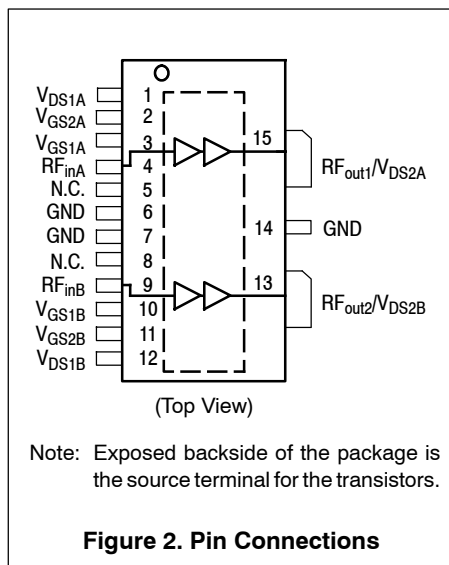 V_DS1A 1
V_GS2A 2
V_GS1A 3
RF_inA 4
N.C. 5
GND 6
GND 7
N.C. 8
RF_inB 9
V_GS1B 10
V_GS2B 11
V_DS1B 12
15 RF_out1/V_DS2A
14 GND
13 RF_out2/V_DS2B
(Top View)
Note: Exposed backside of the package is
the source terminal for the transistors.
Figure 2. Pin Connections